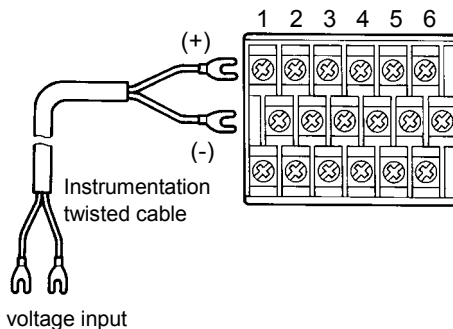 1 2 3 4 5 6
(+)
(-)
Instrumentation
twisted cable
voltage input